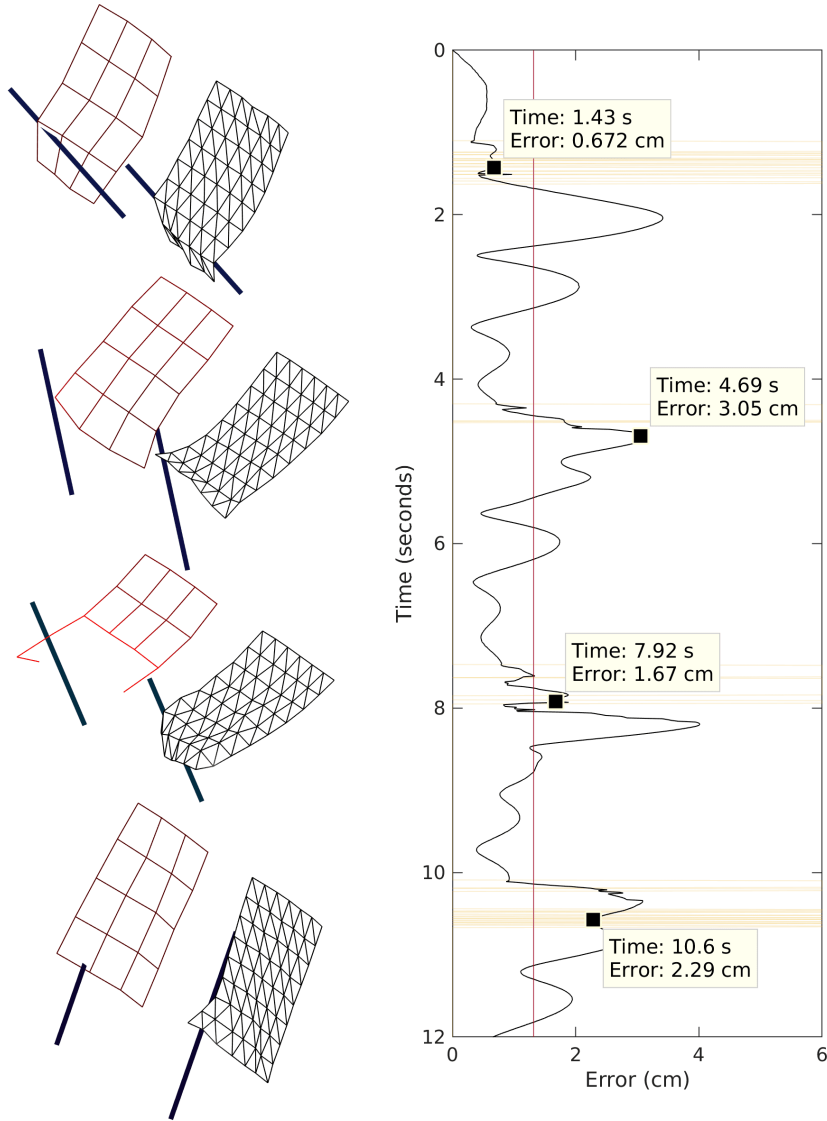 0
Time: 1.43 s
Error: 0.672 cm
2
Time: 4.69 s
Error: 3.05 cm
4
Time (seconds)
6
Time: 7.92 s
Error: 1.67 cm
8
10
Time: 10.6 s
Error: 2.29 cm
12
0
2
4
6
Error (cm)